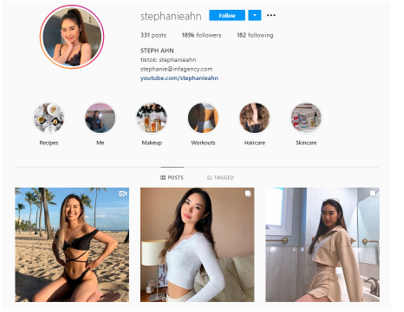 stephanieahn Follow
331 posts 189k followers 182 following
STEPH AHN
tiktok: stephanieahn
stephanie@infagency.com
youtube.com/stephanieahn
Recipes Me Makeup Workouts Haircare Skincare
POSTS TAGGED